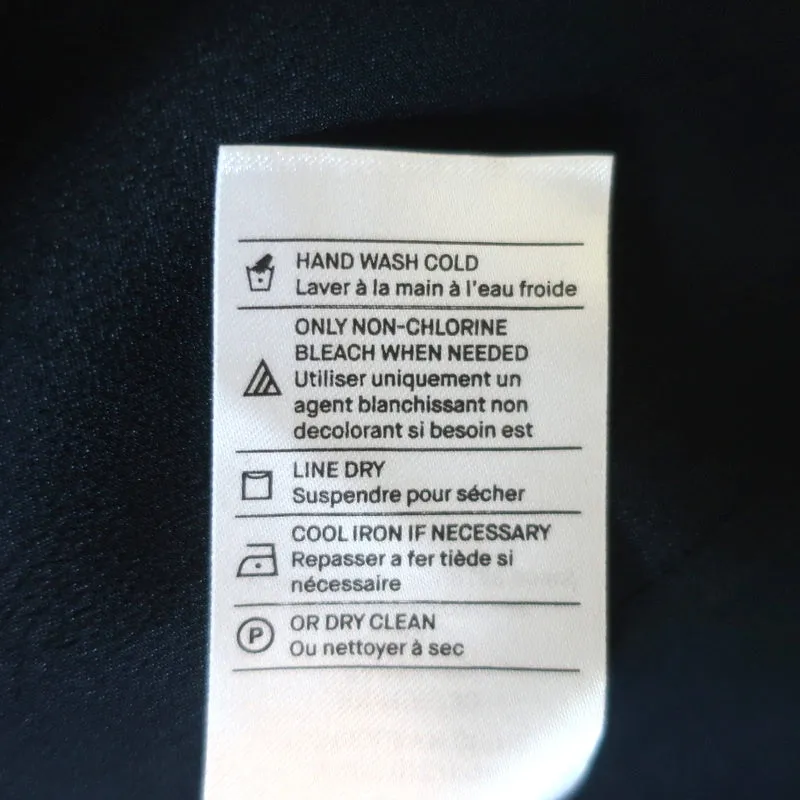 HAND WASH COLD
Laver à la main à l'eau froide
ONLY NON-CHLORINE
BLEACH WHEN NEEDED
Utiliser uniquement un
agent blanchissant non
decolorant si besoin est
LINE DRY
Suspendre pour sécher
COOL IRON IF NECESSARY
Repasser a fer tiède si
nécessaire
P
OR DRY CLEAN
Ou nettoyer à sec